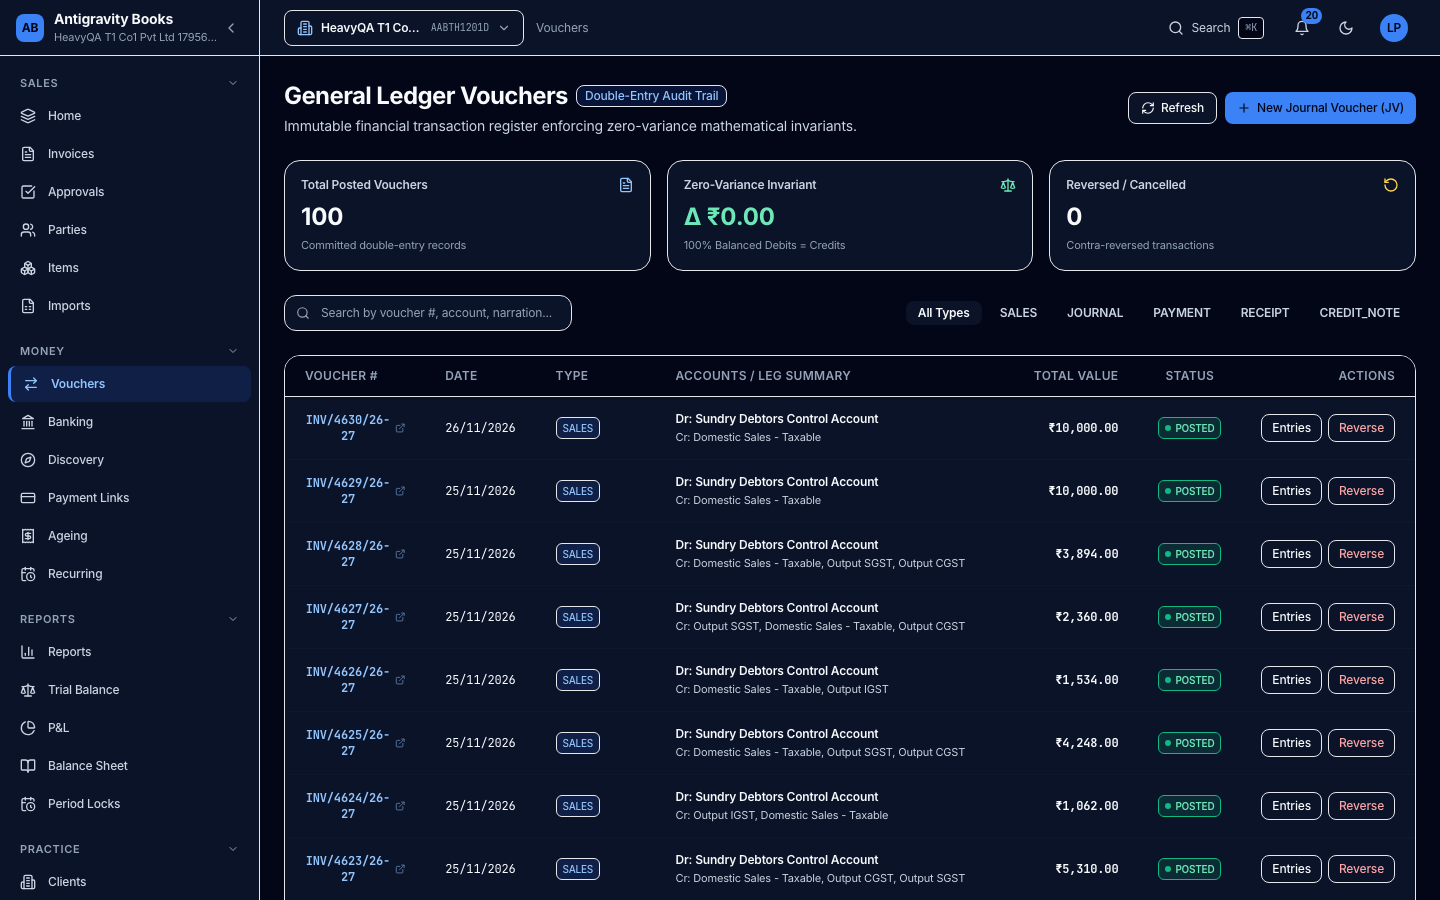 AB
Antigravity Books
HeavyQA T1 Co1 Pvt Ltd 17956...
HeavyQA T1 Co... AABTH1201D
Vouchers
Search ⌘K
20
LP
SALES
Home
Invoices
Approvals
Parties
Items
Imports
MONEY
Vouchers
Banking
Discovery
Payment Links
Ageing
Recurring
REPORTS
Reports
Trial Balance
P&L
Balance Sheet
Period Locks
PRACTICE
Clients
General Ledger Vouchers
Double-Entry Audit Trail
Immutable financial transaction register enforcing zero-variance mathematical invariants.
Refresh
New Journal Voucher (JV)
Total Posted Vouchers
100
Committed double-entry records
Zero-Variance Invariant
Δ ₹0.00
100% Balanced Debits = Credits
Reversed / Cancelled
0
Contra-reversed transactions
Search by voucher #, account, narration...
All Types SALES JOURNAL PAYMENT RECEIPT CREDIT_NOTE
VOUCHER # DATE TYPE ACCOUNTS / LEG SUMMARY TOTAL VALUE STATUS ACTIONS
INV/4630/26-27 26/11/2026 SALES Dr: Sundry Debtors Control Account ₹10,000.00 POSTED Entries Reverse
Cr: Domestic Sales - Taxable
INV/4629/26-27 25/11/2026 SALES Dr: Sundry Debtors Control Account ₹10,000.00 POSTED Entries Reverse
Cr: Domestic Sales - Taxable
INV/4628/26-27 25/11/2026 SALES Dr: Sundry Debtors Control Account ₹3,894.00 POSTED Entries Reverse
Cr: Domestic Sales - Taxable, Output SGST, Output CGST
INV/4627/26-27 25/11/2026 SALES Dr: Sundry Debtors Control Account ₹2,360.00 POSTED Entries Reverse
Cr: Output SGST, Domestic Sales - Taxable, Output CGST
INV/4626/26-27 25/11/2026 SALES Dr: Sundry Debtors Control Account ₹1,534.00 POSTED Entries Reverse
Cr: Domestic Sales - Taxable, Output IGST
INV/4625/26-27 25/11/2026 SALES Dr: Sundry Debtors Control Account ₹4,248.00 POSTED Entries Reverse
Cr: Domestic Sales - Taxable, Output SGST, Output CGST
INV/4624/26-27 25/11/2026 SALES Dr: Sundry Debtors Control Account ₹1,062.00 POSTED Entries Reverse
Cr: Output IGST, Domestic Sales - Taxable
INV/4623/26-27 25/11/2026 SALES Dr: Sundry Debtors Control Account ₹5,310.00 POSTED Entries Reverse
Cr: Domestic Sales - Taxable, Output CGST, Output SGST